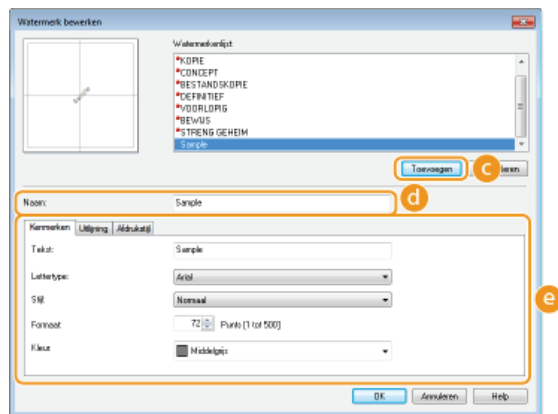 Watermerk bewerken
Watermerkenlijst:
*KOPIE
*CONCEPT
*BESTANDSKOPIE
*DEFINITIEF
*VOORLOPIG
*BEWIJS
*STRENG GEHEIM
Sample
Sample
Toevoegen
c
d
Naam:
Sample
Kenmerken Uitlijning Afdrukstijl
Tekst:
Sample
Lettertype:
Arial
Stijl:
Normaal
e
Formaat:
72 Punts [1 tot 500]
Kleur:
Middelgrijs
OK Annuleren Help